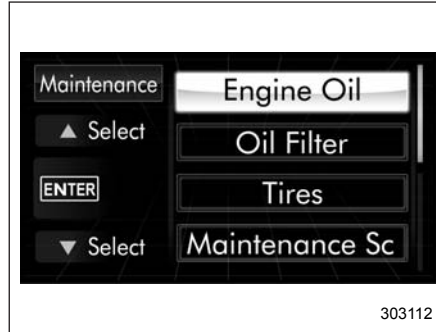 Maintenance
▲ Select
ENTER
▼ Select
Engine Oil
Oil Filter
Tires
Maintenance Sc
303112